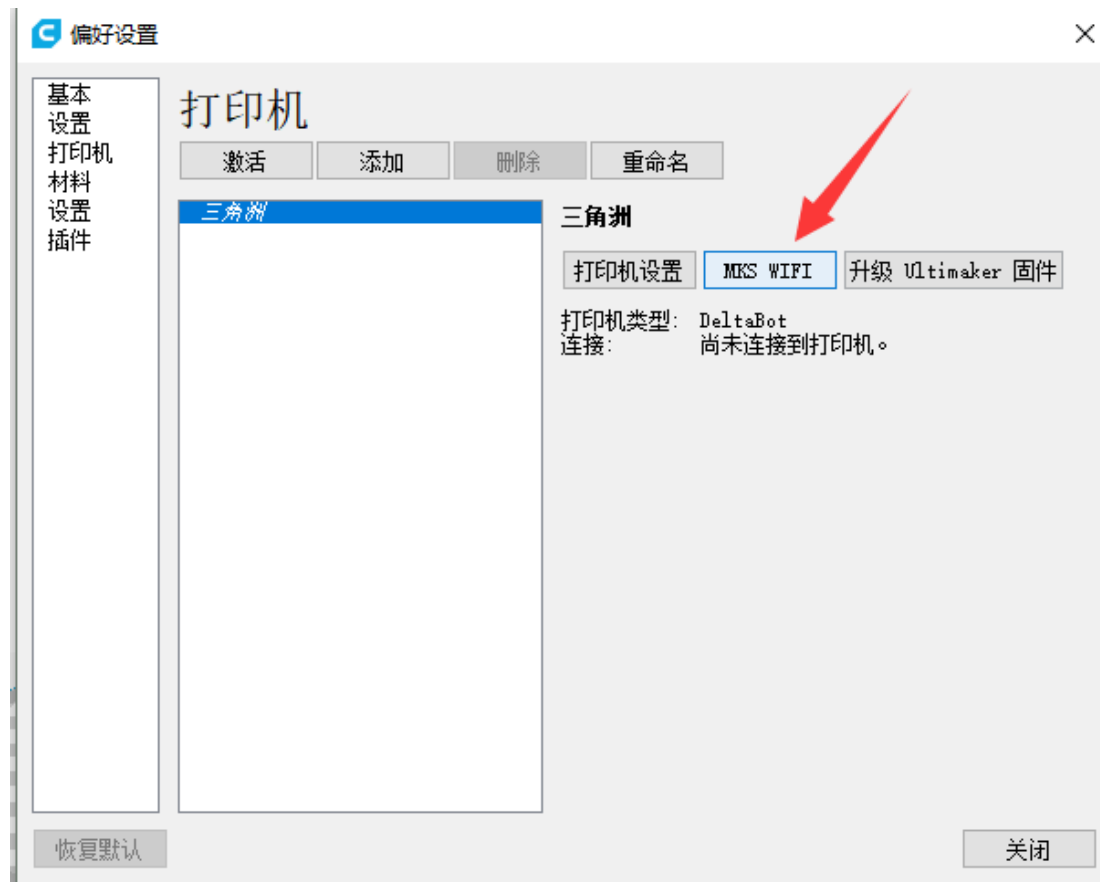 偏好设置
基本
设置
打印机
材料
设置
插件
打印机
激活 添加 删除 重命名
三角洲
三角洲
打印机设置 MKS WIFI 升级 Ultimaker 固件
打印机类型: DeltaBot
连接: 尚未连接到打印机。
恢复默认 关闭